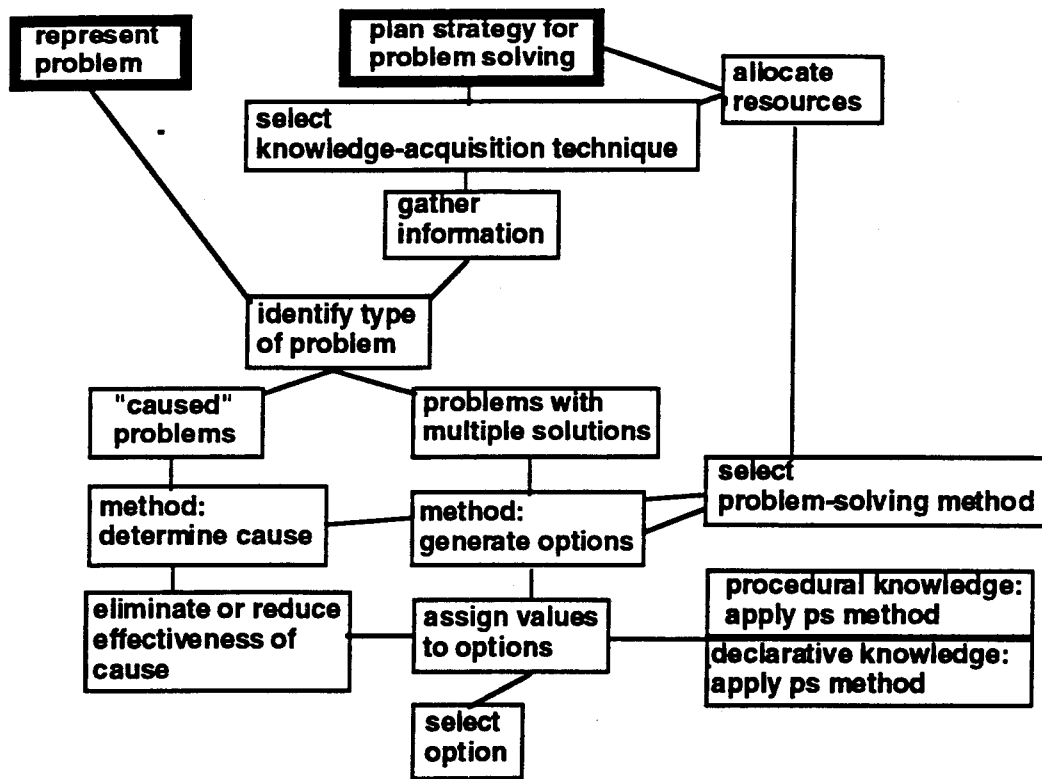 represent
problem
plan strategy for
problem solving
allocate
resources
select
knowledge-acquisition technique
gather
information
identify type
of problem
"caused"
problems
problems with
multiple solutions
select
problem-solving method
method:
determine cause
method:
generate options
eliminate or reduce
effectiveness of
cause
assign values
to options
procedural knowledge:
apply ps method
declarative knowledge:
apply ps method
select
option